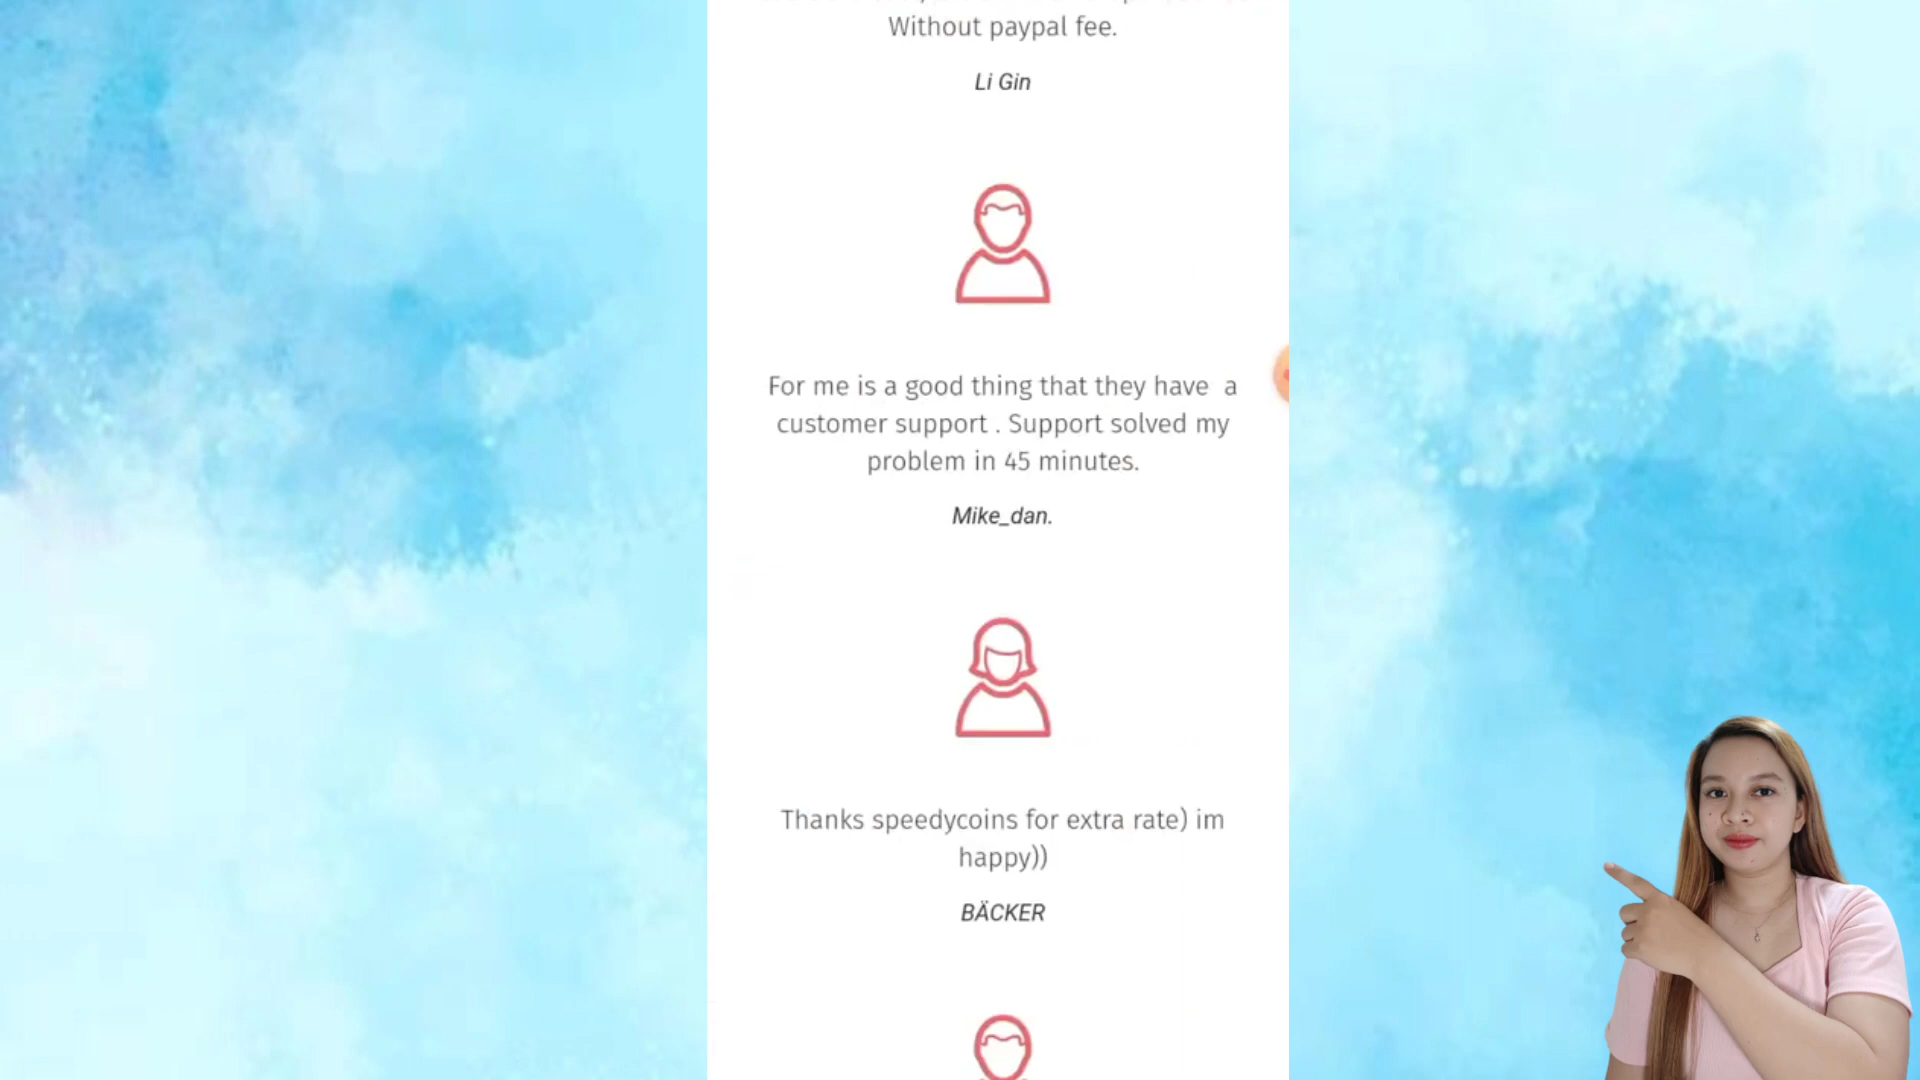 Without paypal fee.
Li Gin
For me is a good thing that they have  a
customer support . Support solved my
problem in 45 minutes.
Mike_dan.
Thanks speedycoins for extra rate) im
happy))
BÄCKER